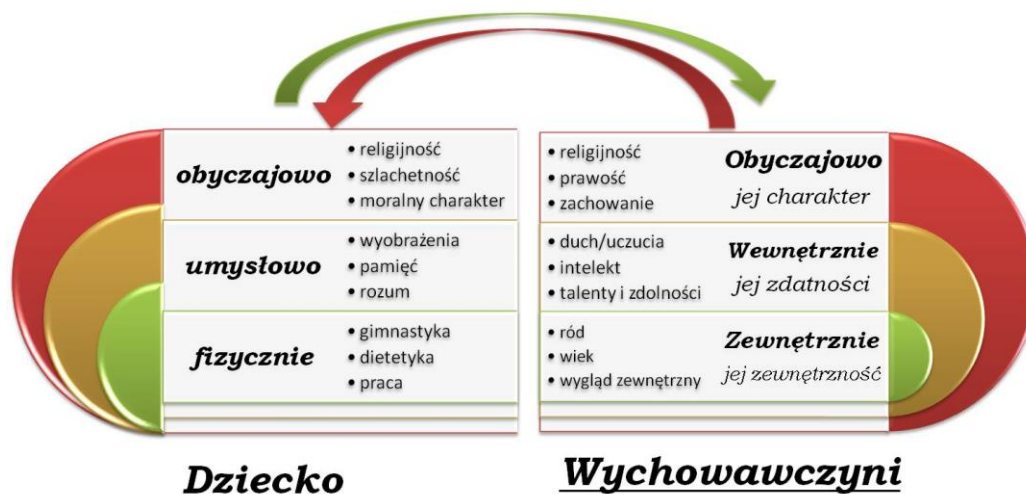 obyczajowo
• religijność
• szlachetność
• moralny charakter
umysłowo
• wyobrażenia
• pamięć
• rozum
fizycznie
• gimnastyka
• dietetyka
• praca
Dziecko
• religijność
• prawość
• zachowanie
Obyczajowo
jej charakter
• duch/uczucia
• intelekt
• talenty i zdolności
Wewnętrznie
jej zdatności
• ród
• wiek
• wygląd zewnętrzny
Zewnętrznie
jej zewnętrzność
Wychowawczyni